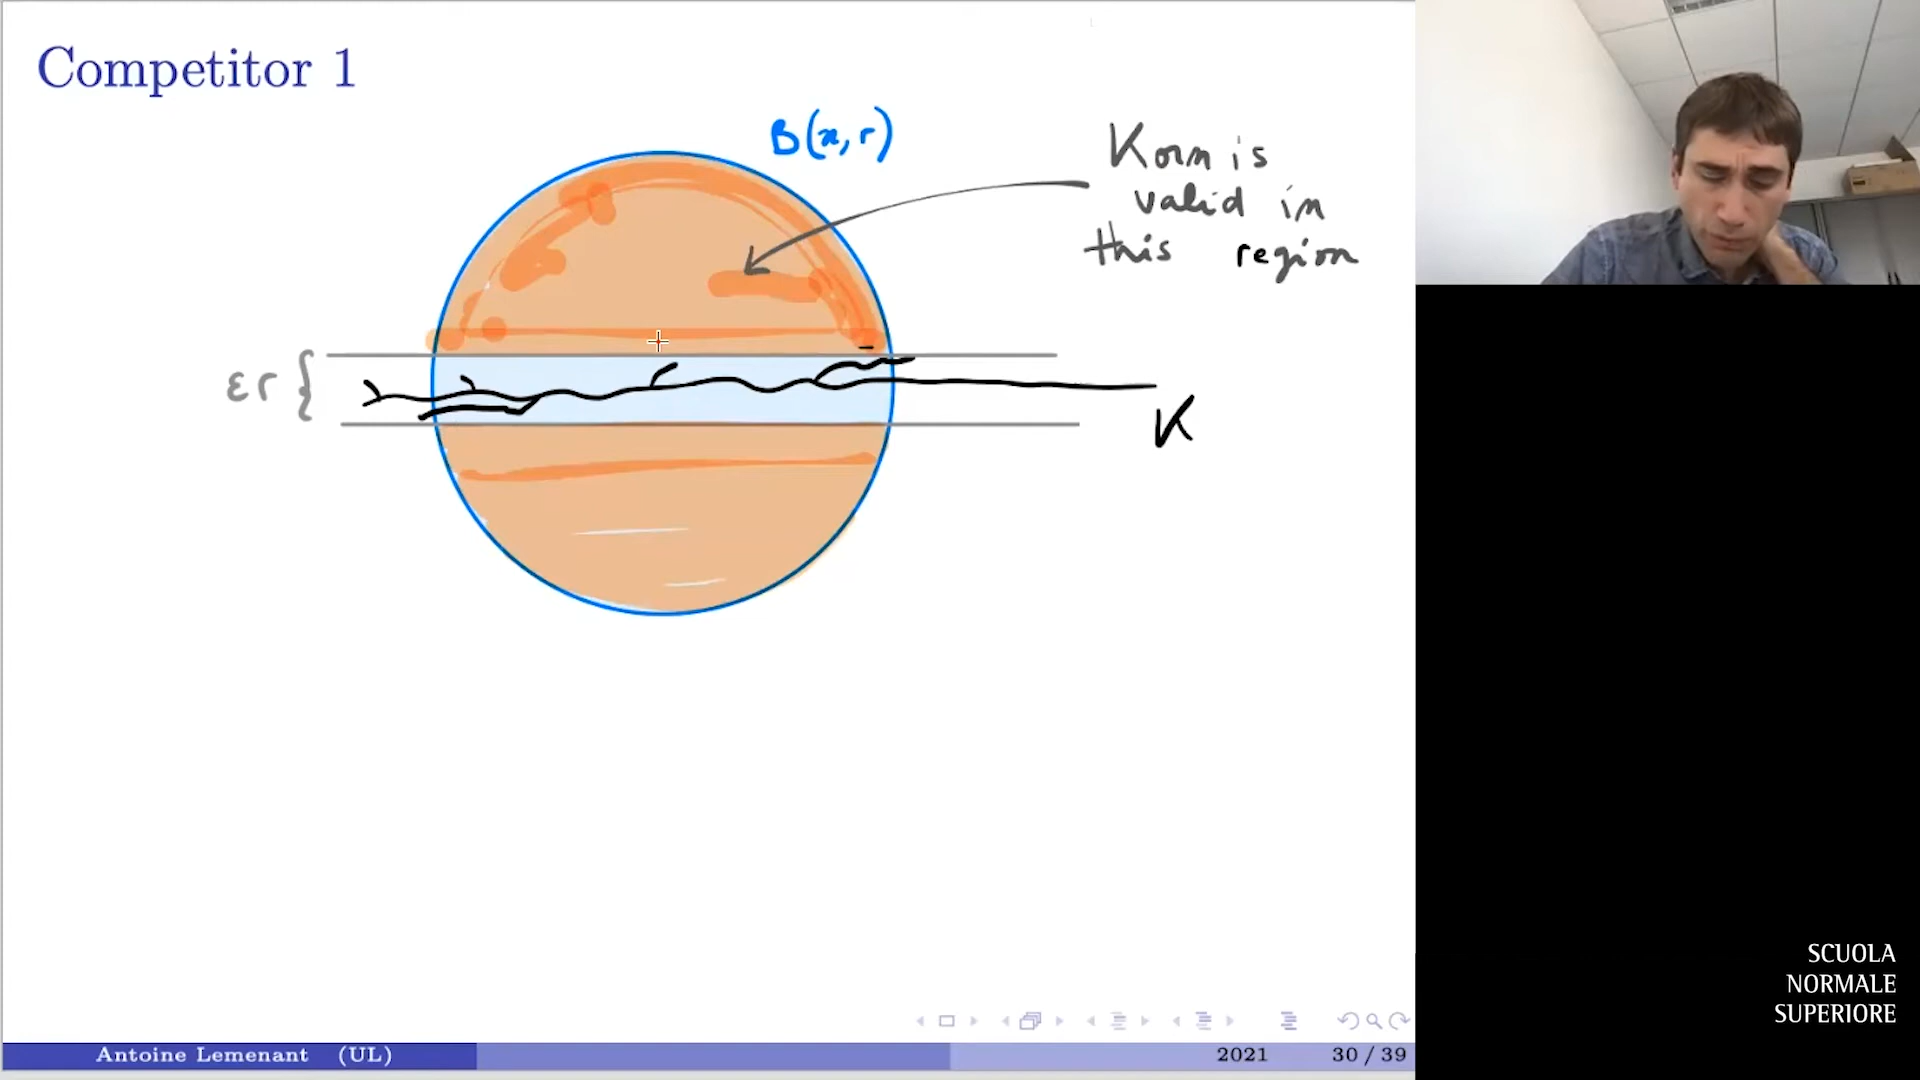 Competitor 1
B(x,r)
Korn is
valid in
this region
εr {
K
Antoine Lemenant (UL) 2021 30 / 39
SCUOLA
NORMALE
SUPERIORE